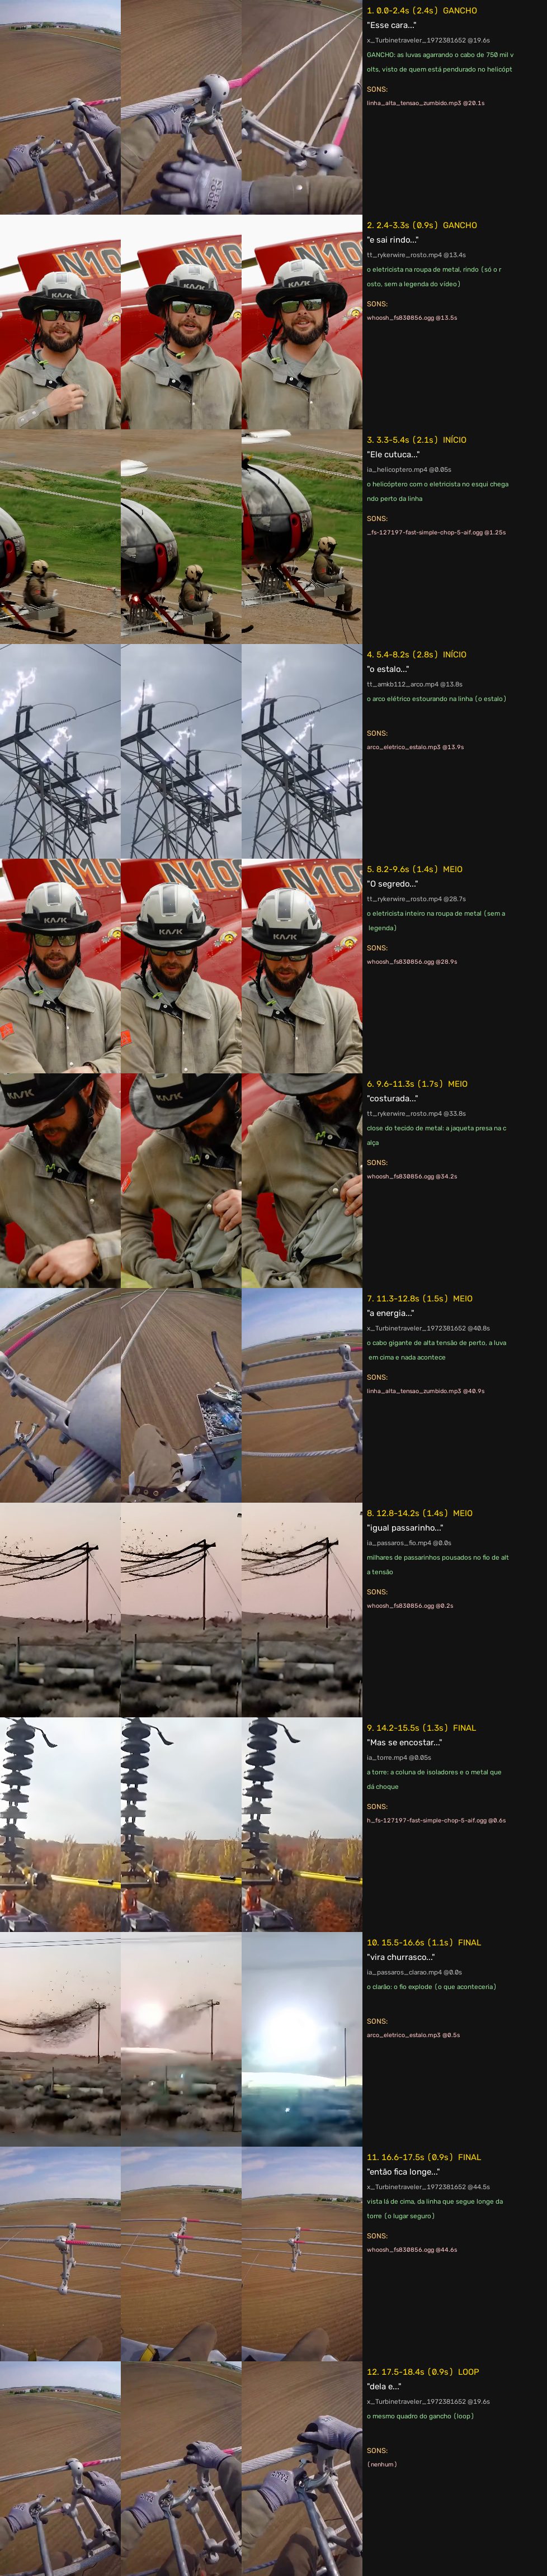 1. 0.0-2.4s (2.4s) GANCHO
"Esse cara..."
x_Turbinetraveler_1972381652 @19.6s
GANCHO: as luvas agarrando o cabo de 750 mil v
olts, visto de quem está pendurado no helicópt
SONS:
linha_alta_tensao_zumbido.mp3 @20.1s
2. 2.4-3.3s (0.9s) GANCHO
"e sai rindo..."
tt_rykerwire_rosto.mp4 @13.4s
o eletricista na roupa de metal, rindo (só o r
osto, sem a legenda do vídeo)
SONS:
whoosh_fs830856.ogg @13.5s
N10
KASK
3. 3.3-5.4s (2.1s) INÍCIO
"Ele cutuca..."
ia_helicoptero.mp4 @0.05s
o helicóptero com o eletricista no esqui chega
ndo perto da linha
SONS:
_fs-127197-fast-simple-chop-5-aif.ogg @1.25s
4. 5.4-8.2s (2.8s) INÍCIO
"o estalo..."
tt_amkb112_arco.mp4 @13.8s
o arco elétrico estourando na linha (o estalo)
SONS:
arco_eletrico_estalo.mp3 @13.9s
5. 8.2-9.6s (1.4s) MEIO
"O segredo..."
tt_rykerwire_rosto.mp4 @28.7s
o eletricista inteiro na roupa de metal (sem a
legenda)
SONS:
whoosh_fs830856.ogg @28.9s
N10
KASK
6. 9.6-11.3s (1.7s) MEIO
"costurada..."
tt_rykerwire_rosto.mp4 @33.8s
close do tecido de metal: a jaqueta presa na c
alça
SONS:
whoosh_fs830856.ogg @34.2s
KASK
7. 11.3-12.8s (1.5s) MEIO
"a energia..."
x_Turbinetraveler_1972381652 @40.8s
o cabo gigante de alta tensão de perto, a luva
em cima e nada acontece
SONS:
linha_alta_tensao_zumbido.mp3 @40.9s
8. 12.8-14.2s (1.4s) MEIO
"igual passarinho..."
ia_passaros_fio.mp4 @0.0s
milhares de passarinhos pousados no fio de alt
a tensão
SONS:
whoosh_fs830856.ogg @0.2s
9. 14.2-15.5s (1.3s) FINAL
"Mas se encostar..."
ia_torre.mp4 @0.05s
a torre: a coluna de isoladores e o metal que
dá choque
SONS:
h_fs-127197-fast-simple-chop-5-aif.ogg @0.6s
10. 15.5-16.6s (1.1s) FINAL
"vira churrasco..."
ia_passaros_clarao.mp4 @0.0s
o clarão: o fio explode (o que aconteceria)
SONS:
arco_eletrico_estalo.mp3 @0.5s
11. 16.6-17.5s (0.9s) FINAL
"então fica longe..."
x_Turbinetraveler_1972381652 @44.5s
vista lá de cima, da linha que segue longe da
torre (o lugar seguro)
SONS:
whoosh_fs830856.ogg @44.6s
12. 17.5-18.4s (0.9s) LOOP
"dela e..."
x_Turbinetraveler_1972381652 @19.6s
o mesmo quadro do gancho (loop)
SONS:
(nenhum)